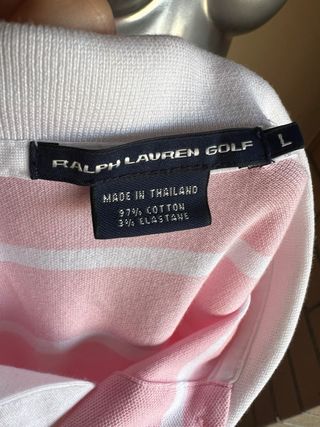 RALPH LAUREN GOLF
L
MADE IN THAILAND
97% COTTON
3% ELASTANE